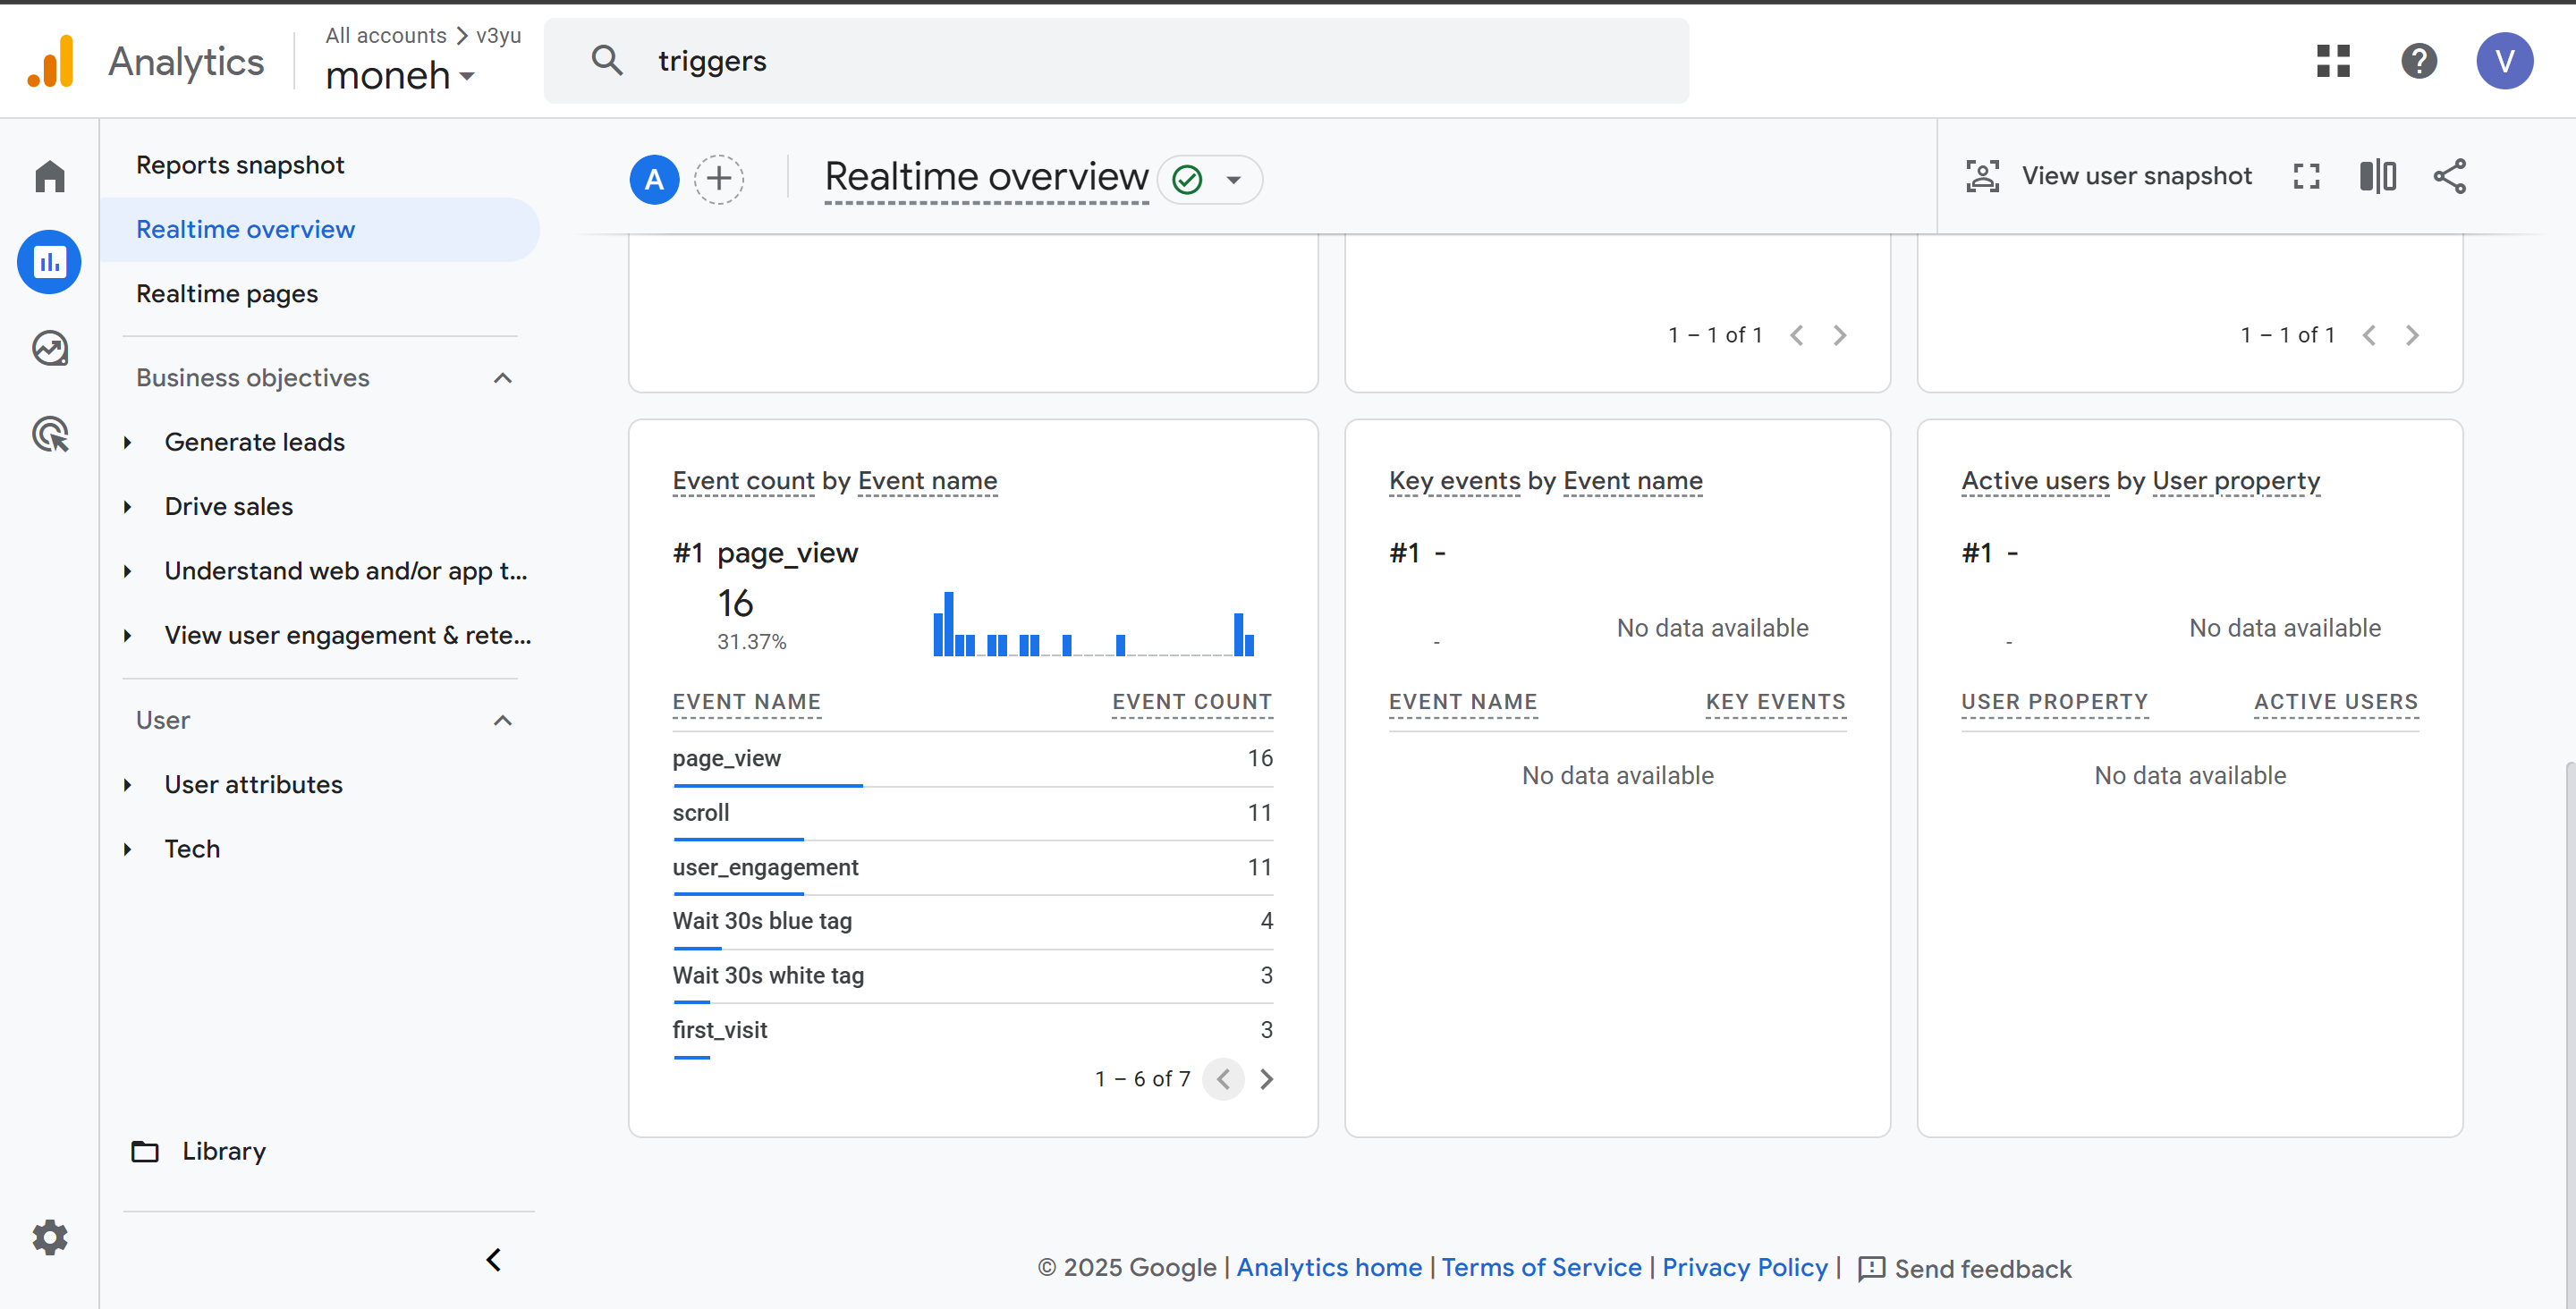 Analytics
All accounts > v3yu
moneh
triggers
?
V
Reports snapshot
Realtime overview
Realtime pages
Business objectives
Generate leads
Drive sales
Understand web and/or app t...
View user engagement & rete...
User
User attributes
Tech
Library
A
Realtime overview
View user snapshot
1 – 1 of 1
1 – 1 of 1
Event count by Event name
#1 page_view
16
31.37%
EVENT NAME EVENT COUNT
page_view 16
scroll 11
user_engagement 11
Wait 30s blue tag 4
Wait 30s white tag 3
first_visit 3
1 – 6 of 7
Key events by Event name
#1 -
-
No data available
EVENT NAME KEY EVENTS
No data available
Active users by User property
#1 -
-
No data available
USER PROPERTY ACTIVE USERS
No data available
© 2025 Google | Analytics home | Terms of Service | Privacy Policy | Send feedback